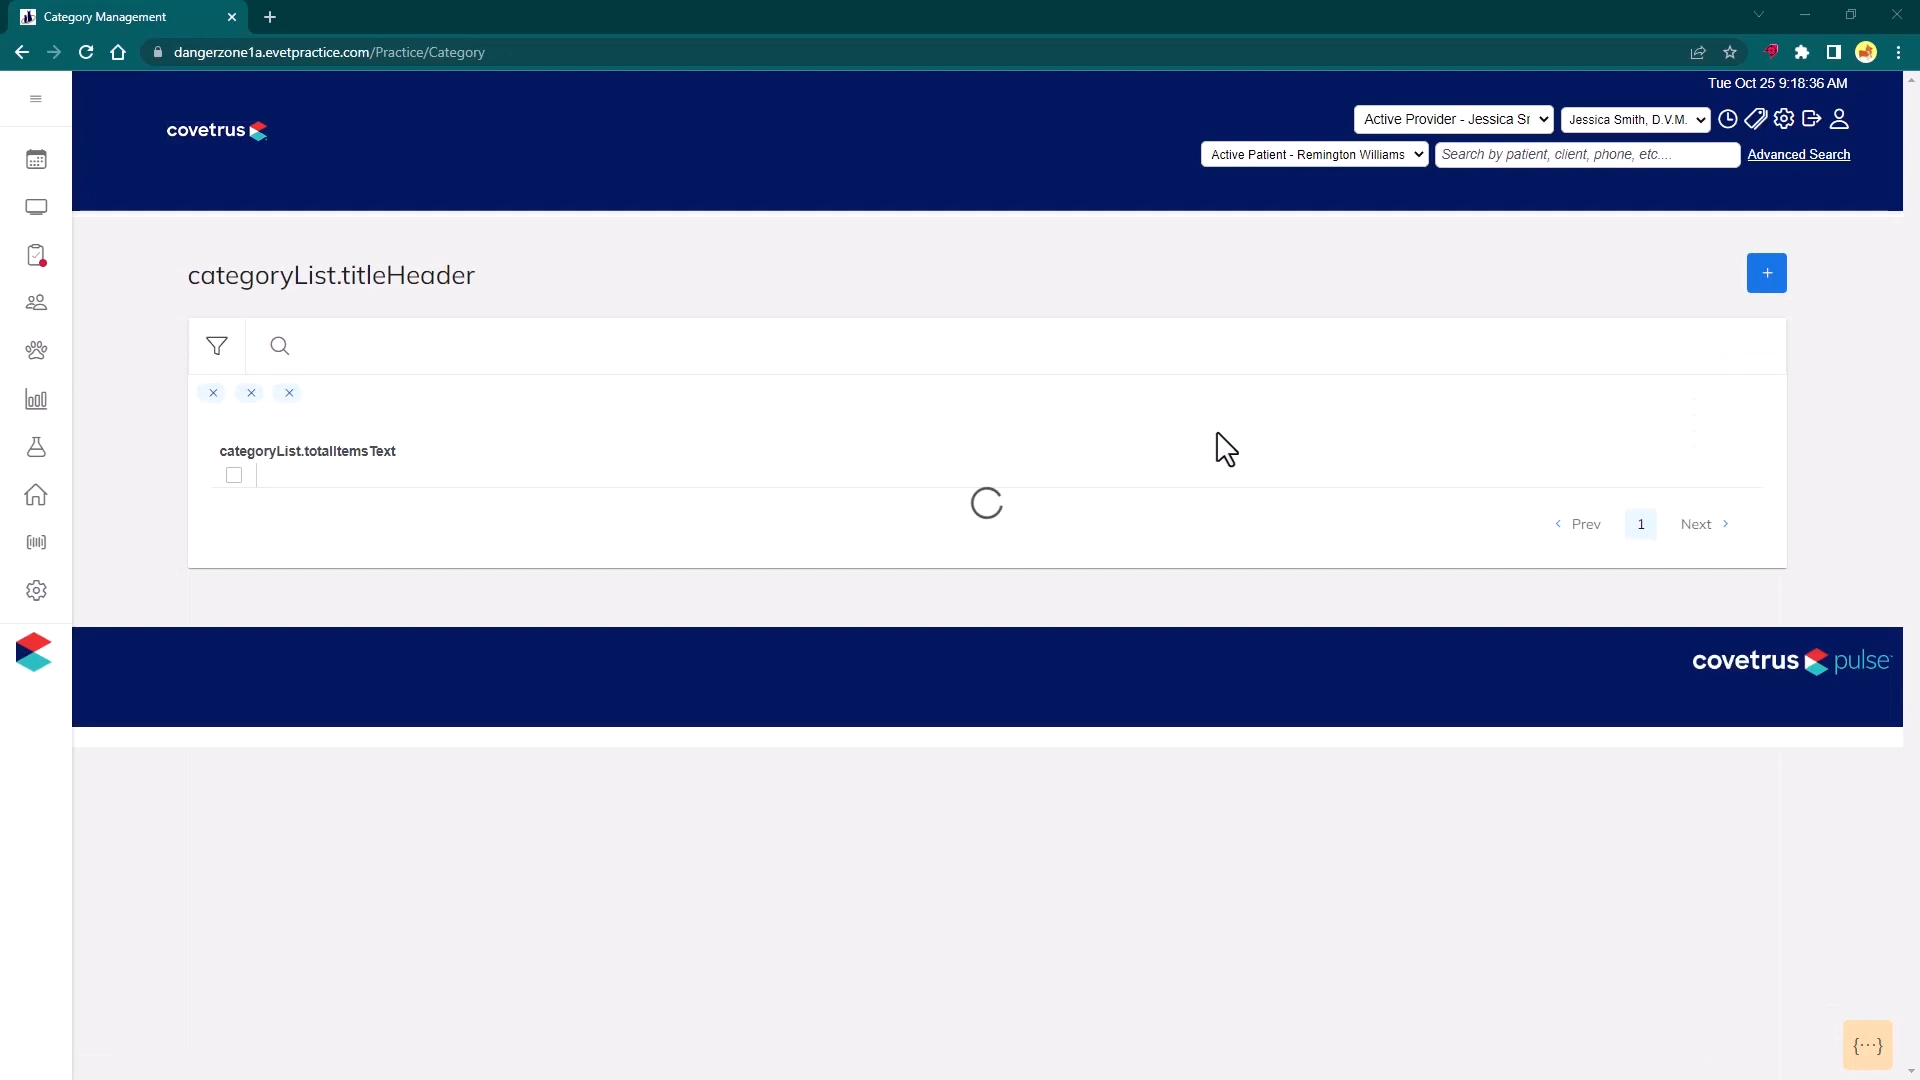 Category Management
dangerzone1a.evetpractice.com/Practice/Category
Tue Oct 25 9:18:36 AM
covetrus
Active Provider - Jessica Sr
Jessica Smith, D.V.M.
Active Patient - Remington Williams
Search by patient, client, phone, etc....
Advanced Search
categoryList.titleHeader
+
categoryList.totalItemsText
Prev
1
Next
covetrus pulse
{···}